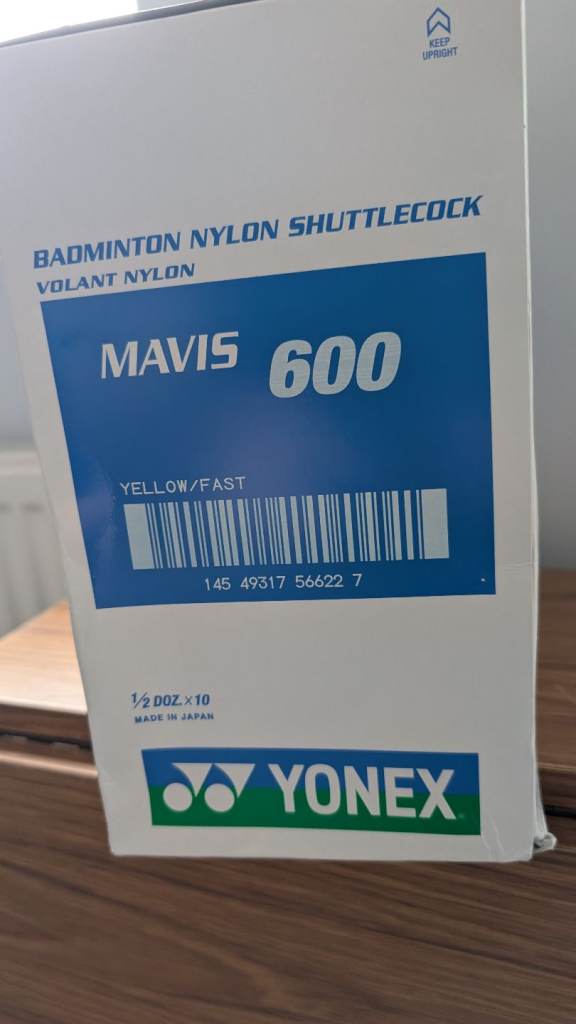 KEEP
UPRIGHT
BADMINTON NYLON SHUTTLECOCK
VOLANT NYLON
MAVIS 600
YELLOW/FAST
145 49317 56622 7
1/2 DOZ.×10
MADE IN JAPAN
YONEX